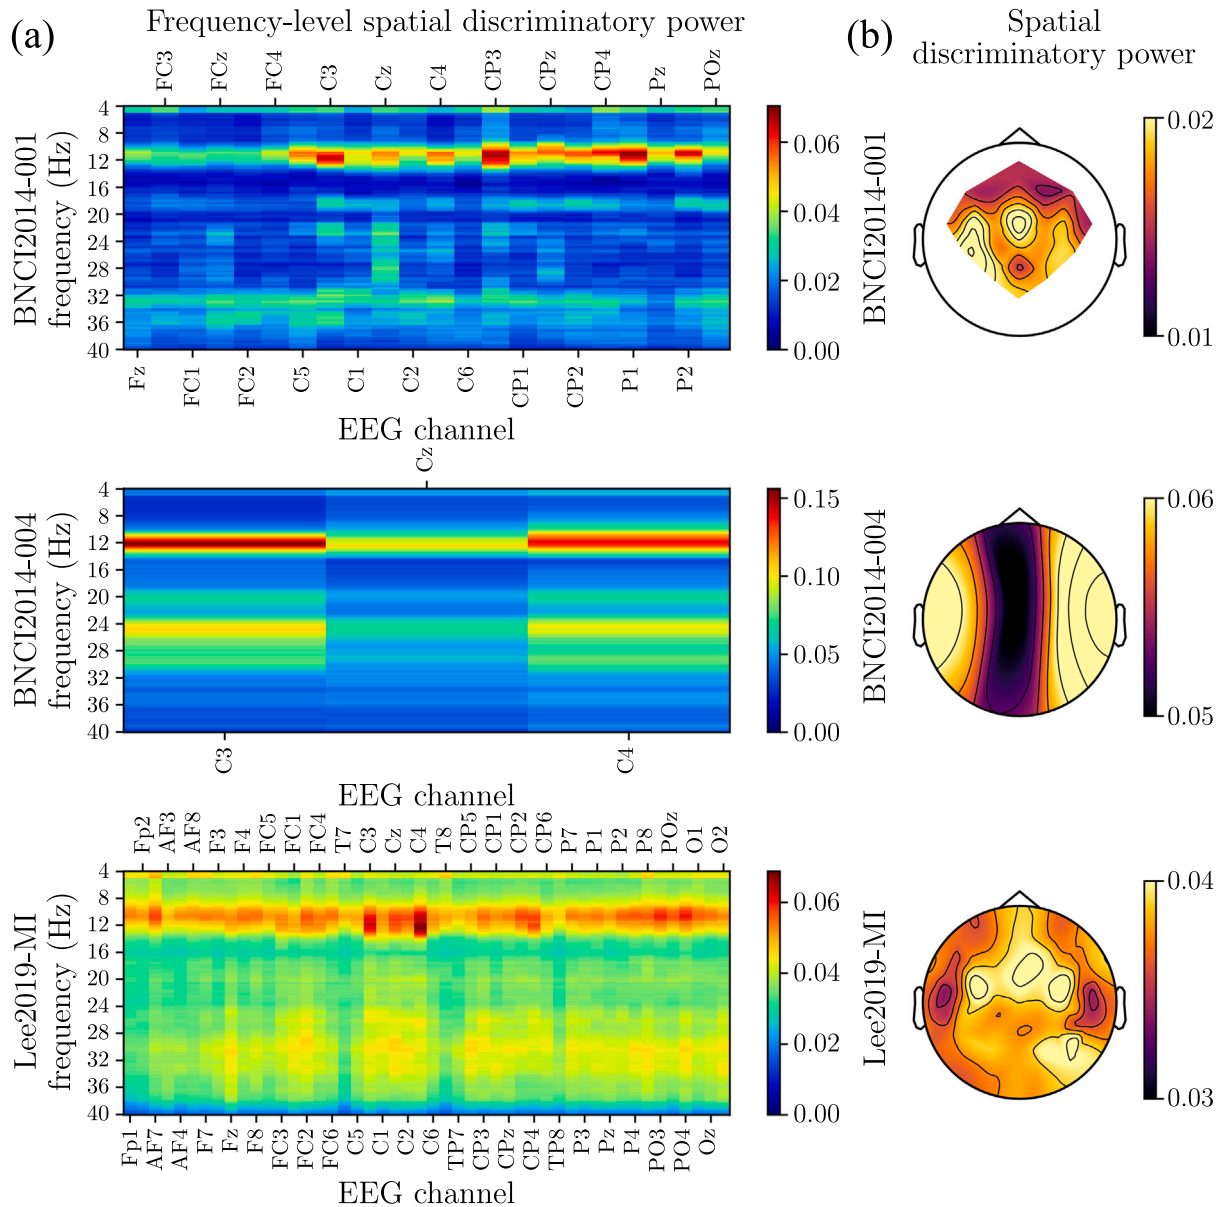 (a)
Frequency-level spatial discriminatory power
(b)
Spatial
discriminatory power
FC3 FCz FC4 C3 Cz C4 CP3 CPz CP4 Pz POz
BNCI2014-001
frequency (Hz)
4
8
12
16
20
24
28
32
36
40
Fz FC1 FC2 C5 C1 C2 C6 CP1 CP2 P1 P2
EEG channel
0.06
0.04
0.02
0.00
BNCI2014-001
0.02
0.01
Cz
BNCI2014-004
frequency (Hz)
4
8
12
16
20
24
28
32
36
40
C3 C4
EEG channel
0.15
0.10
0.05
0.00
BNCI2014-004
0.06
0.05
Fp2 AF3 AF8 F3 F4 FC5 FC1 FC4 T7 C3 Cz C4 T8 CP5 CP1 CP2 CP6 P7 P1 P2 P8 POz O1 O2
Lee2019-MI
frequency (Hz)
4
8
12
16
20
24
28
32
36
40
Fp1 AF7 AF4 F7 Fz F8 FC3 FC2 FC6 C5 C1 C2 C6 TP7 CP3 CPz CP4 TP8 P3 Pz P4 PO3 PO4 Oz
EEG channel
0.06
0.04
0.02
0.00
Lee2019-MI
0.04
0.03